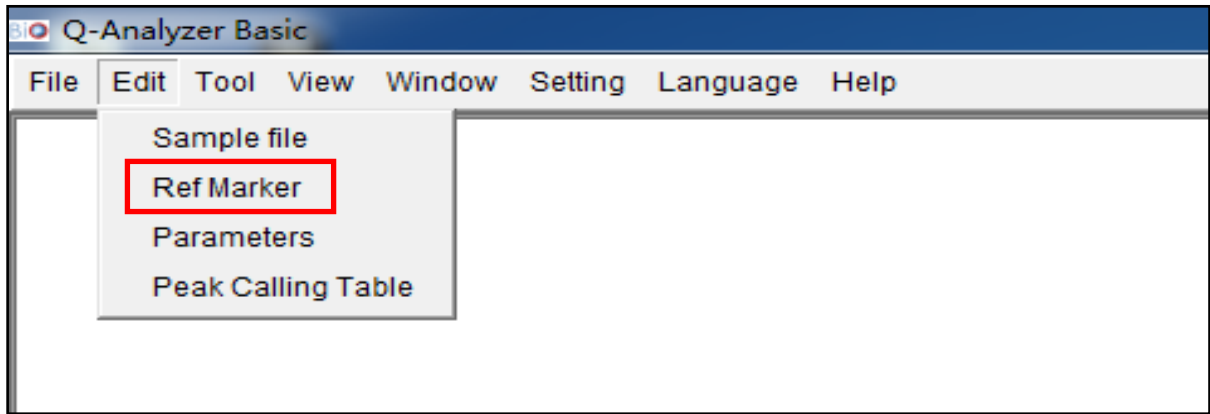 BiO Q-Analyzer Basic
File Edit Tool View Window Setting Language Help
Sample file
Ref Marker
Parameters
Peak Calling Table